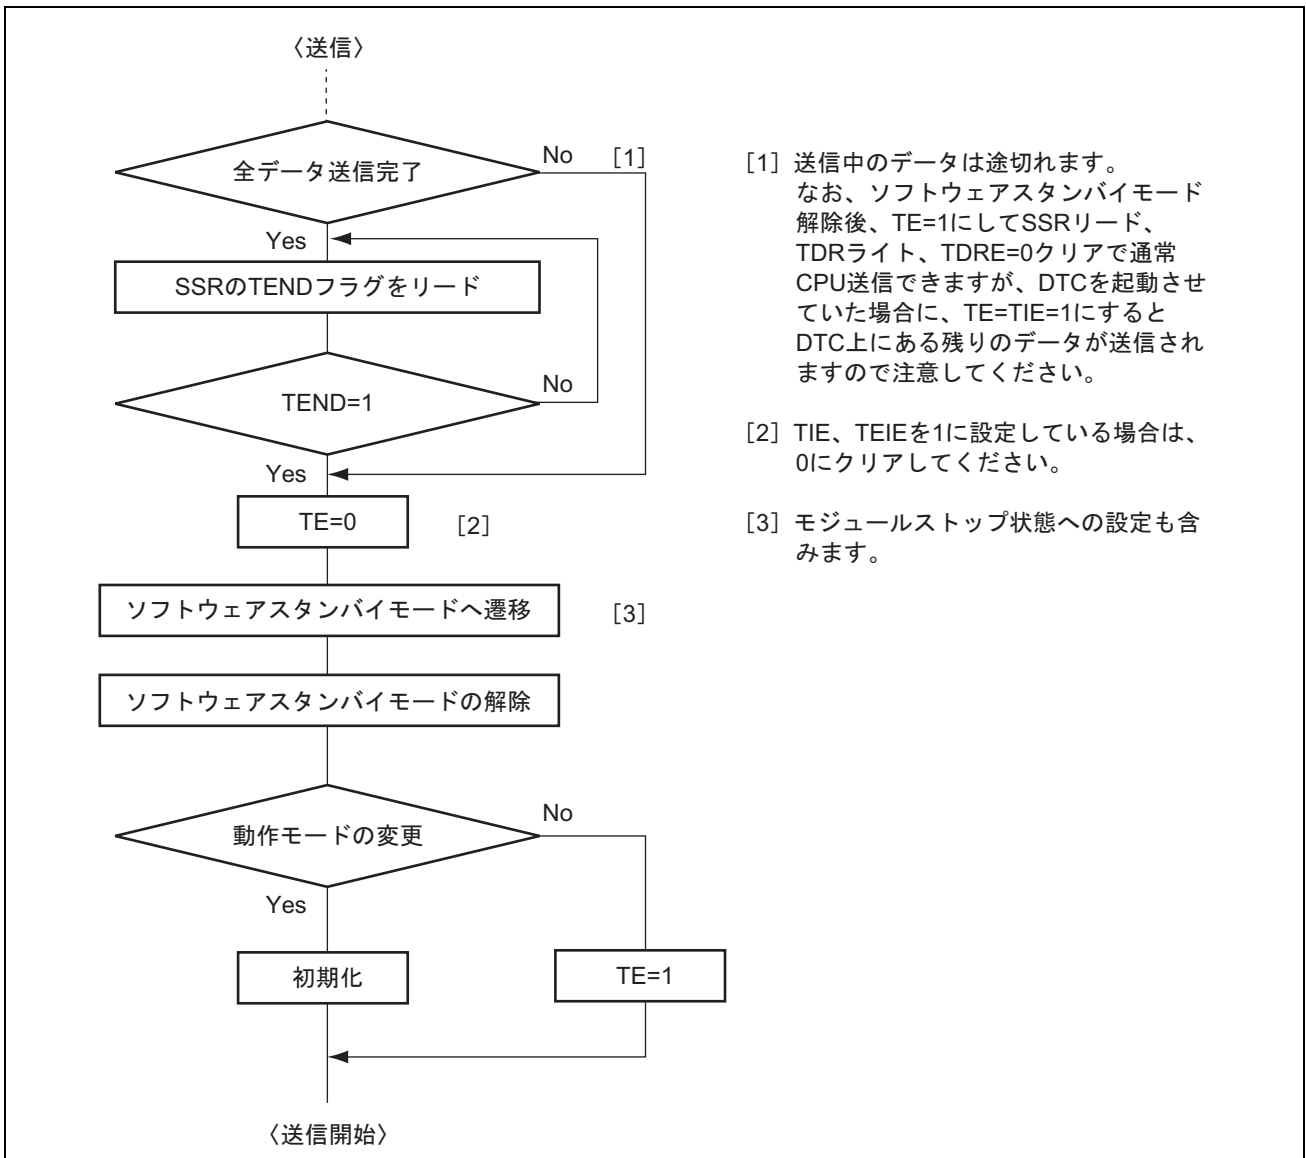 〈送信〉
全データ送信完了
No [1]
Yes
SSRのTENDフラグをリード
TEND=1
No
Yes
TE=0
[2]
ソフトウェアスタンバイモードへ遷移
[3]
ソフトウェアスタンバイモードの解除
動作モードの変更
No
Yes
初期化
TE=1
〈送信開始〉
[1] 送信中のデータは途切れます。
なお、ソフトウェアスタンバイモード
解除後、TE=1にしてSSRリード、
TDRライト、TDRE=0クリアで通常
CPU送信できますが、DTCを起動させ
ていた場合に、TE=TIE=1にすると
DTC上にある残りのデータが送信され
ますので注意してください。
[2] TIE、TEIEを1に設定している場合は、
0にクリアしてください。
[3] モジュールストップ状態への設定も含
みます。